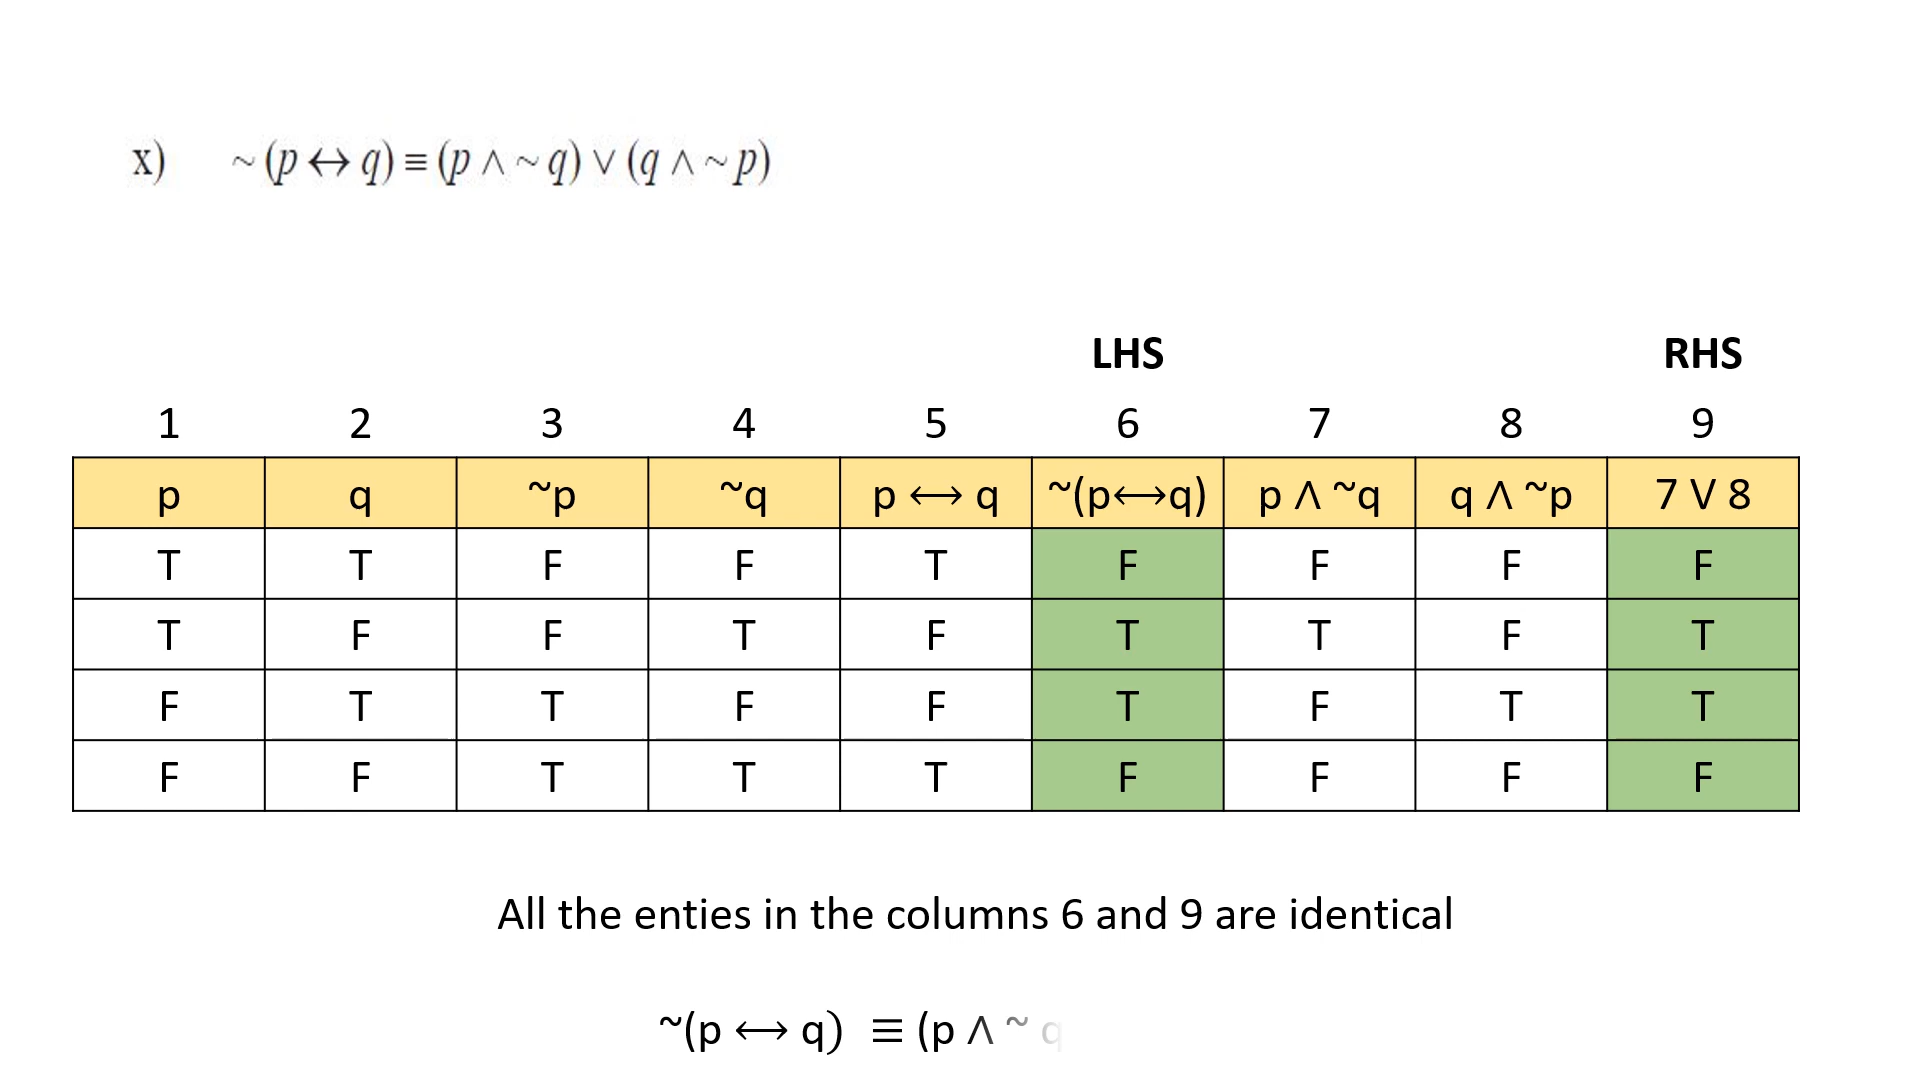 x) ~ (p ↔ q) ≡ (p ∧ ~ q) ∨ (q ∧ ~ p)
LHS RHS
1 2 3 4 5 6 7 8 9
p q ~p ~q p ⟷ q ~(p⟷q) p Λ ~q q Λ ~p 7 V 8
T T F F T F F F F
T F F T F T T F T
F T T F F T F T T
F F T T T F F F F
All the enties in the columns 6 and 9 are identical
~(p ⟷ q) ≡ (p Λ ~ q